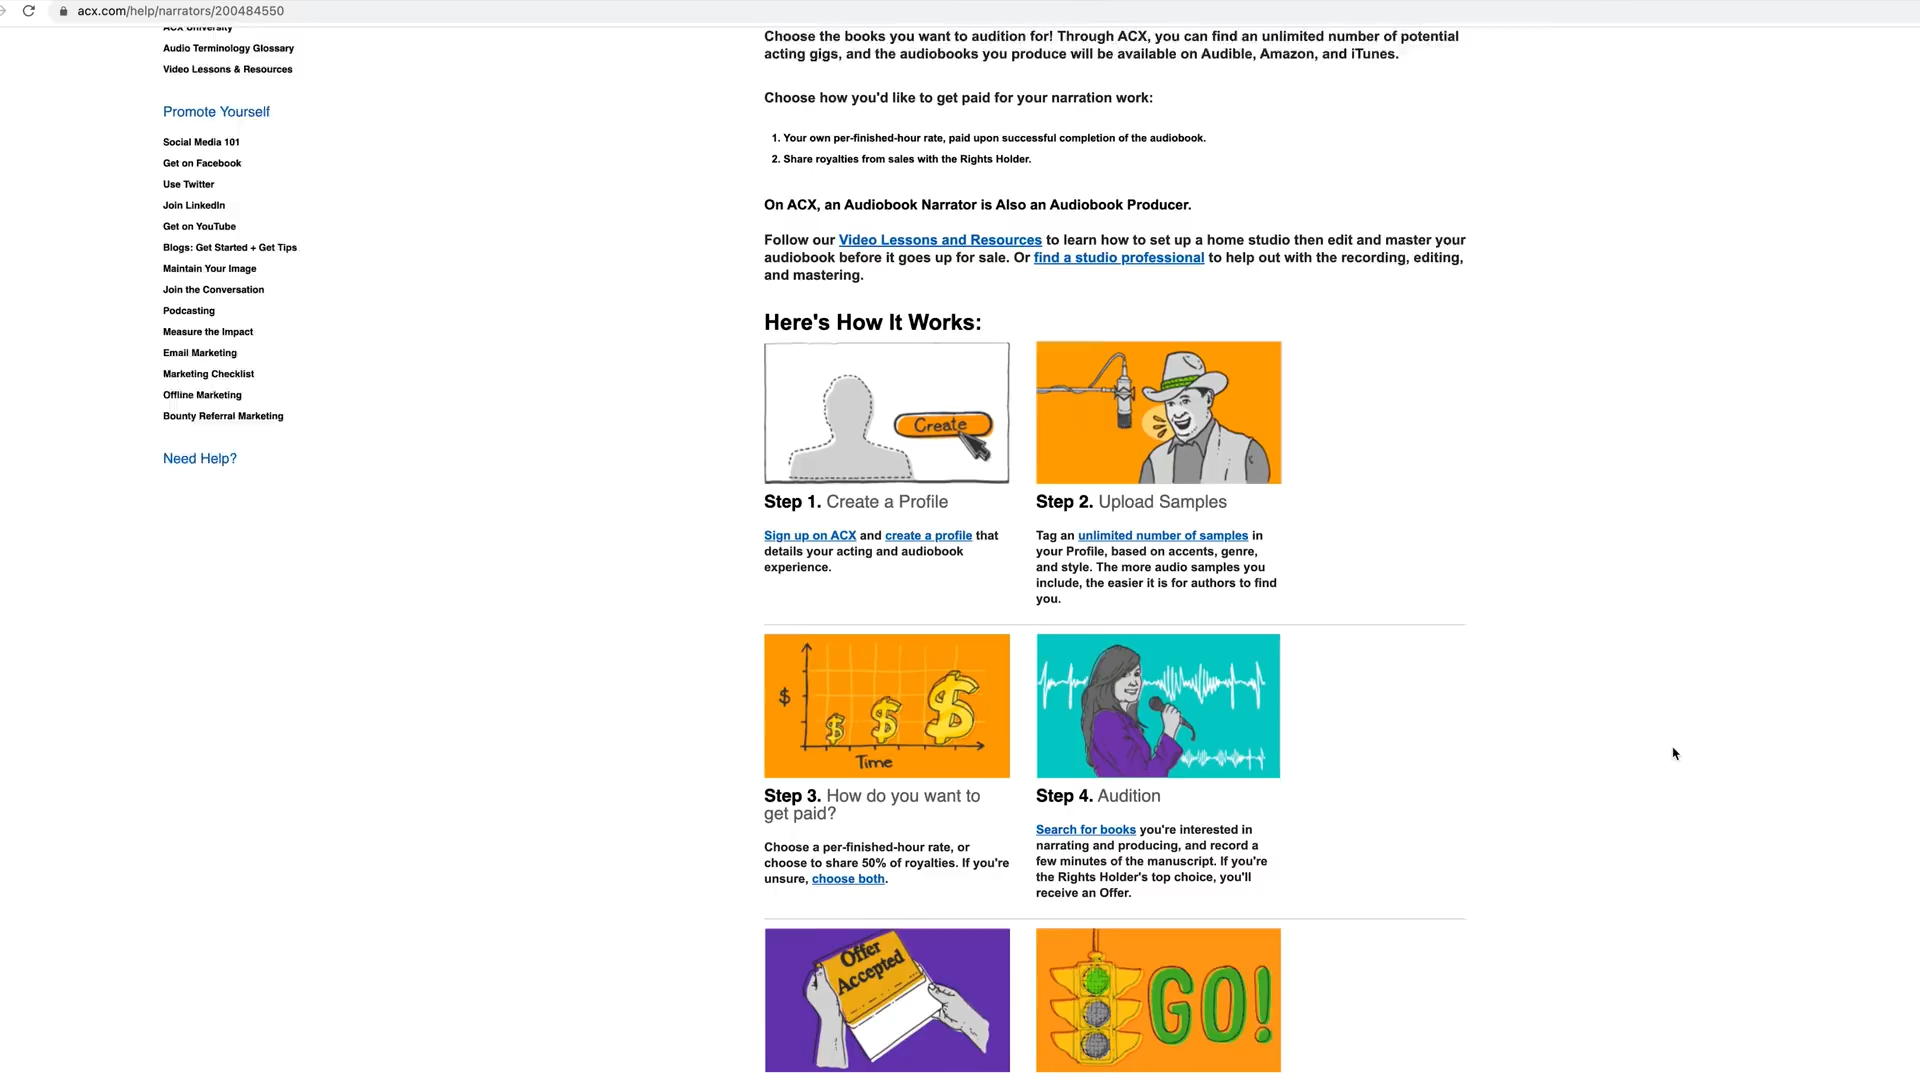 acx.com/help/narrators/200484550
ACX University
Audio Terminology Glossary
Video Lessons & Resources
Promote Yourself
Social Media 101
Get on Facebook
Use Twitter
Join LinkedIn
Get on YouTube
Blogs: Get Started + Get Tips
Maintain Your Image
Join the Conversation
Podcasting
Measure the Impact
Email Marketing
Marketing Checklist
Offline Marketing
Bounty Referral Marketing
Need Help?
Choose the books you want to audition for! Through ACX, you can find an unlimited number of potential
acting gigs, and the audiobooks you produce will be available on Audible, Amazon, and iTunes.
Choose how you'd like to get paid for your narration work:
1. Your own per-finished-hour rate, paid upon successful completion of the audiobook.
2. Share royalties from sales with the Rights Holder.
On ACX, an Audiobook Narrator is Also an Audiobook Producer.
Follow our Video Lessons and Resources to learn how to set up a home studio then edit and master your
audiobook before it goes up for sale. Or find a studio professional to help out with the recording, editing,
and mastering.
Here's How It Works:
Create
Step 1. Create a Profile
Sign up on ACX and create a profile that
details your acting and audiobook
experience.
Step 2. Upload Samples
Tag an unlimited number of samples in
your Profile, based on accents, genre,
and style. The more audio samples you
include, the easier it is for authors to find
you.
$
$ $ $
Time
Step 3. How do you want to
get paid?
Choose a per-finished-hour rate, or
choose to share 50% of royalties. If you're
unsure, choose both.
Step 4. Audition
Search for books you're interested in
narrating and producing, and record a
few minutes of the manuscript. If you're
the Rights Holder's top choice, you'll
receive an Offer.
Offer
Accepted
GO!